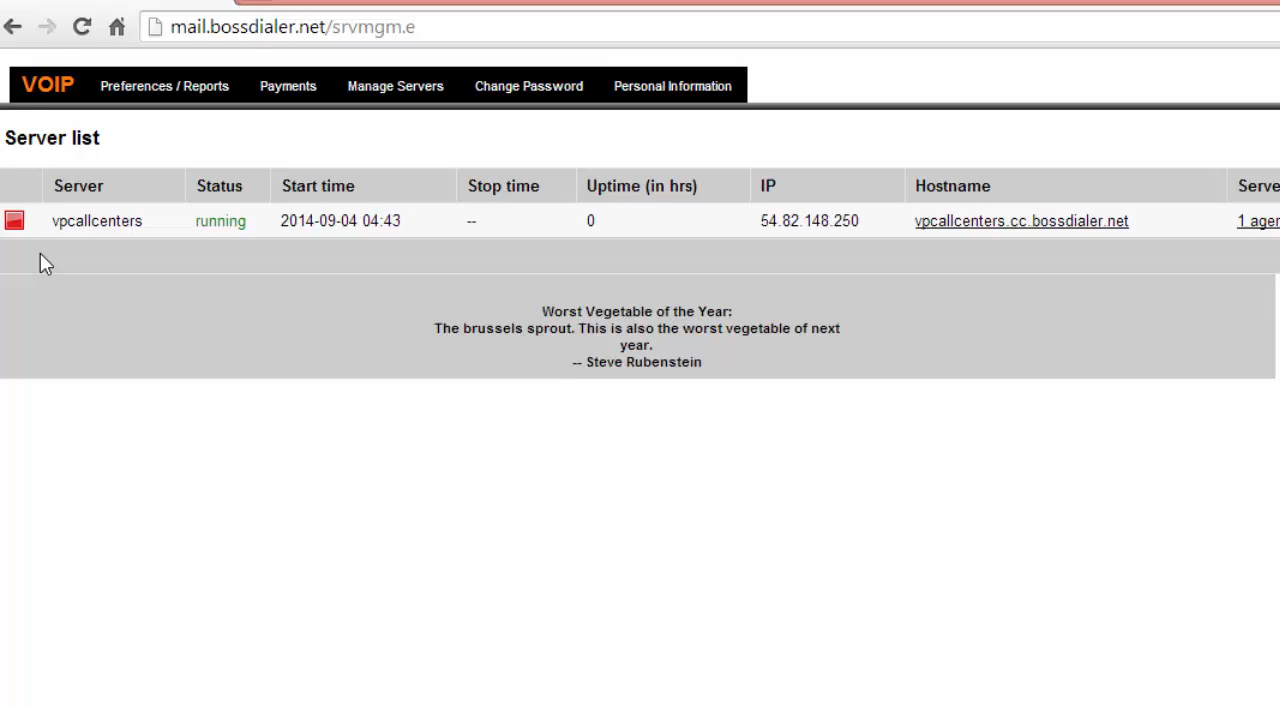 mail.bossdialer.net/srvmgm.e
VOIP Preferences / Reports Payments Manage Servers Change Password Personal Information
Server list
Server Status Start time Stop time Uptime (in hrs) IP Hostname
vpcallcenters running 2014-09-04 04:43 -- 0 54.82.148.250 vpcallcenters.cc.bossdialer.net 1
Worst Vegetable of the Year:
The brussels sprout. This is also the worst vegetable of next
year.
-- Steve Rubenstein